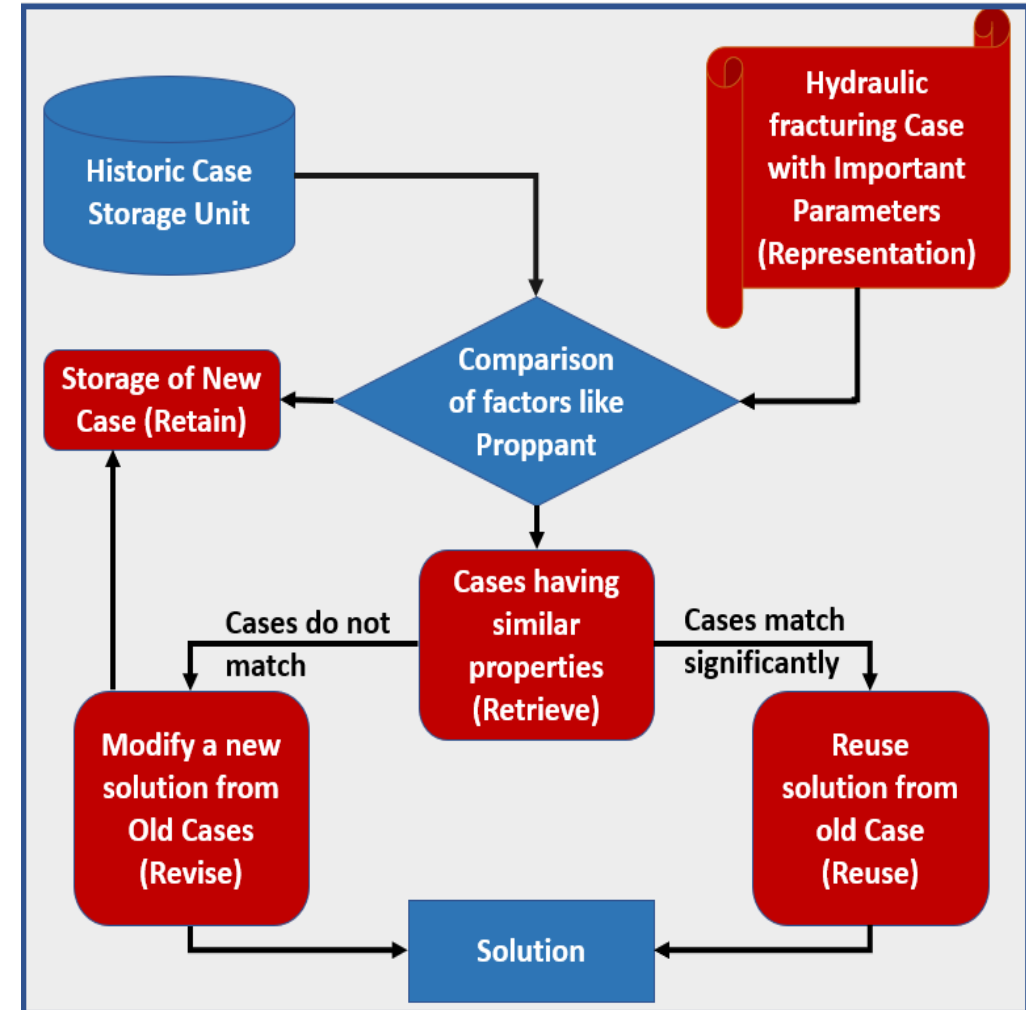 Historic Case
Storage Unit
Hydraulic
fracturing Case
with Important
Parameters
(Representation)
Comparison
of factors like
Proppant
Storage of New
Case (Retain)
Cases having
similar
properties
(Retrieve)
Cases do not
match
Cases match
significantly
Modify a new
solution from
Old Cases
(Revise)
Reuse
solution from
old Case
(Reuse)
Solution